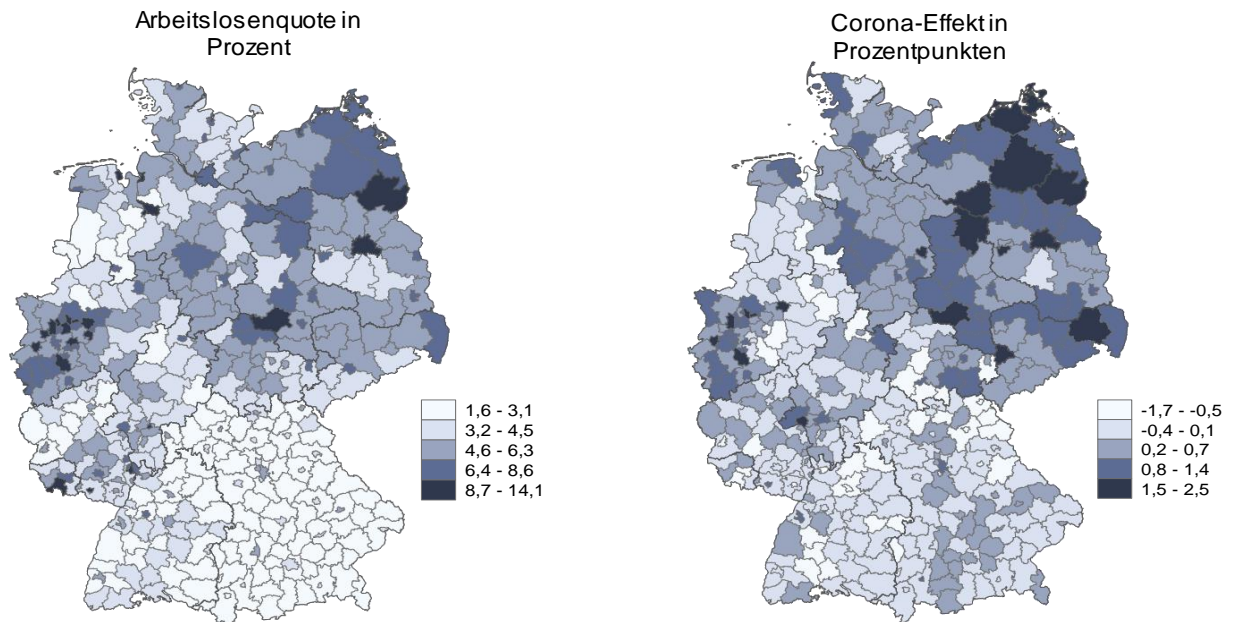 Arbeitslosenquote in
Prozent
1,6 - 3,1
3,2 - 4,5
4,6 - 6,3
6,4 - 8,6
8,7 - 14,1
Corona-Effekt in
Prozentpunkten
-1,7 - -0,5
-0,4 - 0,1
0,2 - 0,7
0,8 - 1,4
1,5 - 2,5